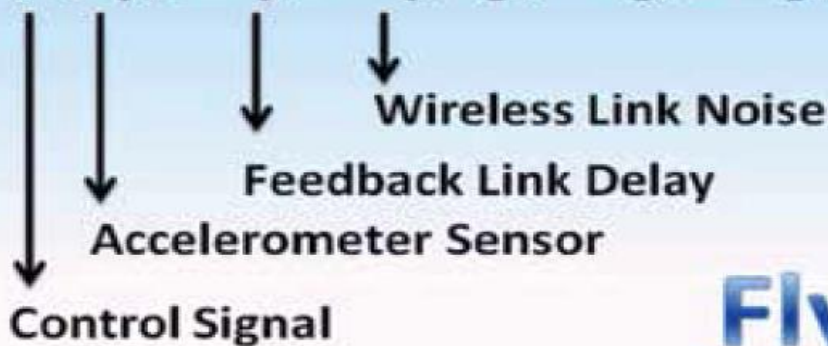 Wireless Link Noise
Feedback Link Delay
Accelerometer Sensor
Control Signal